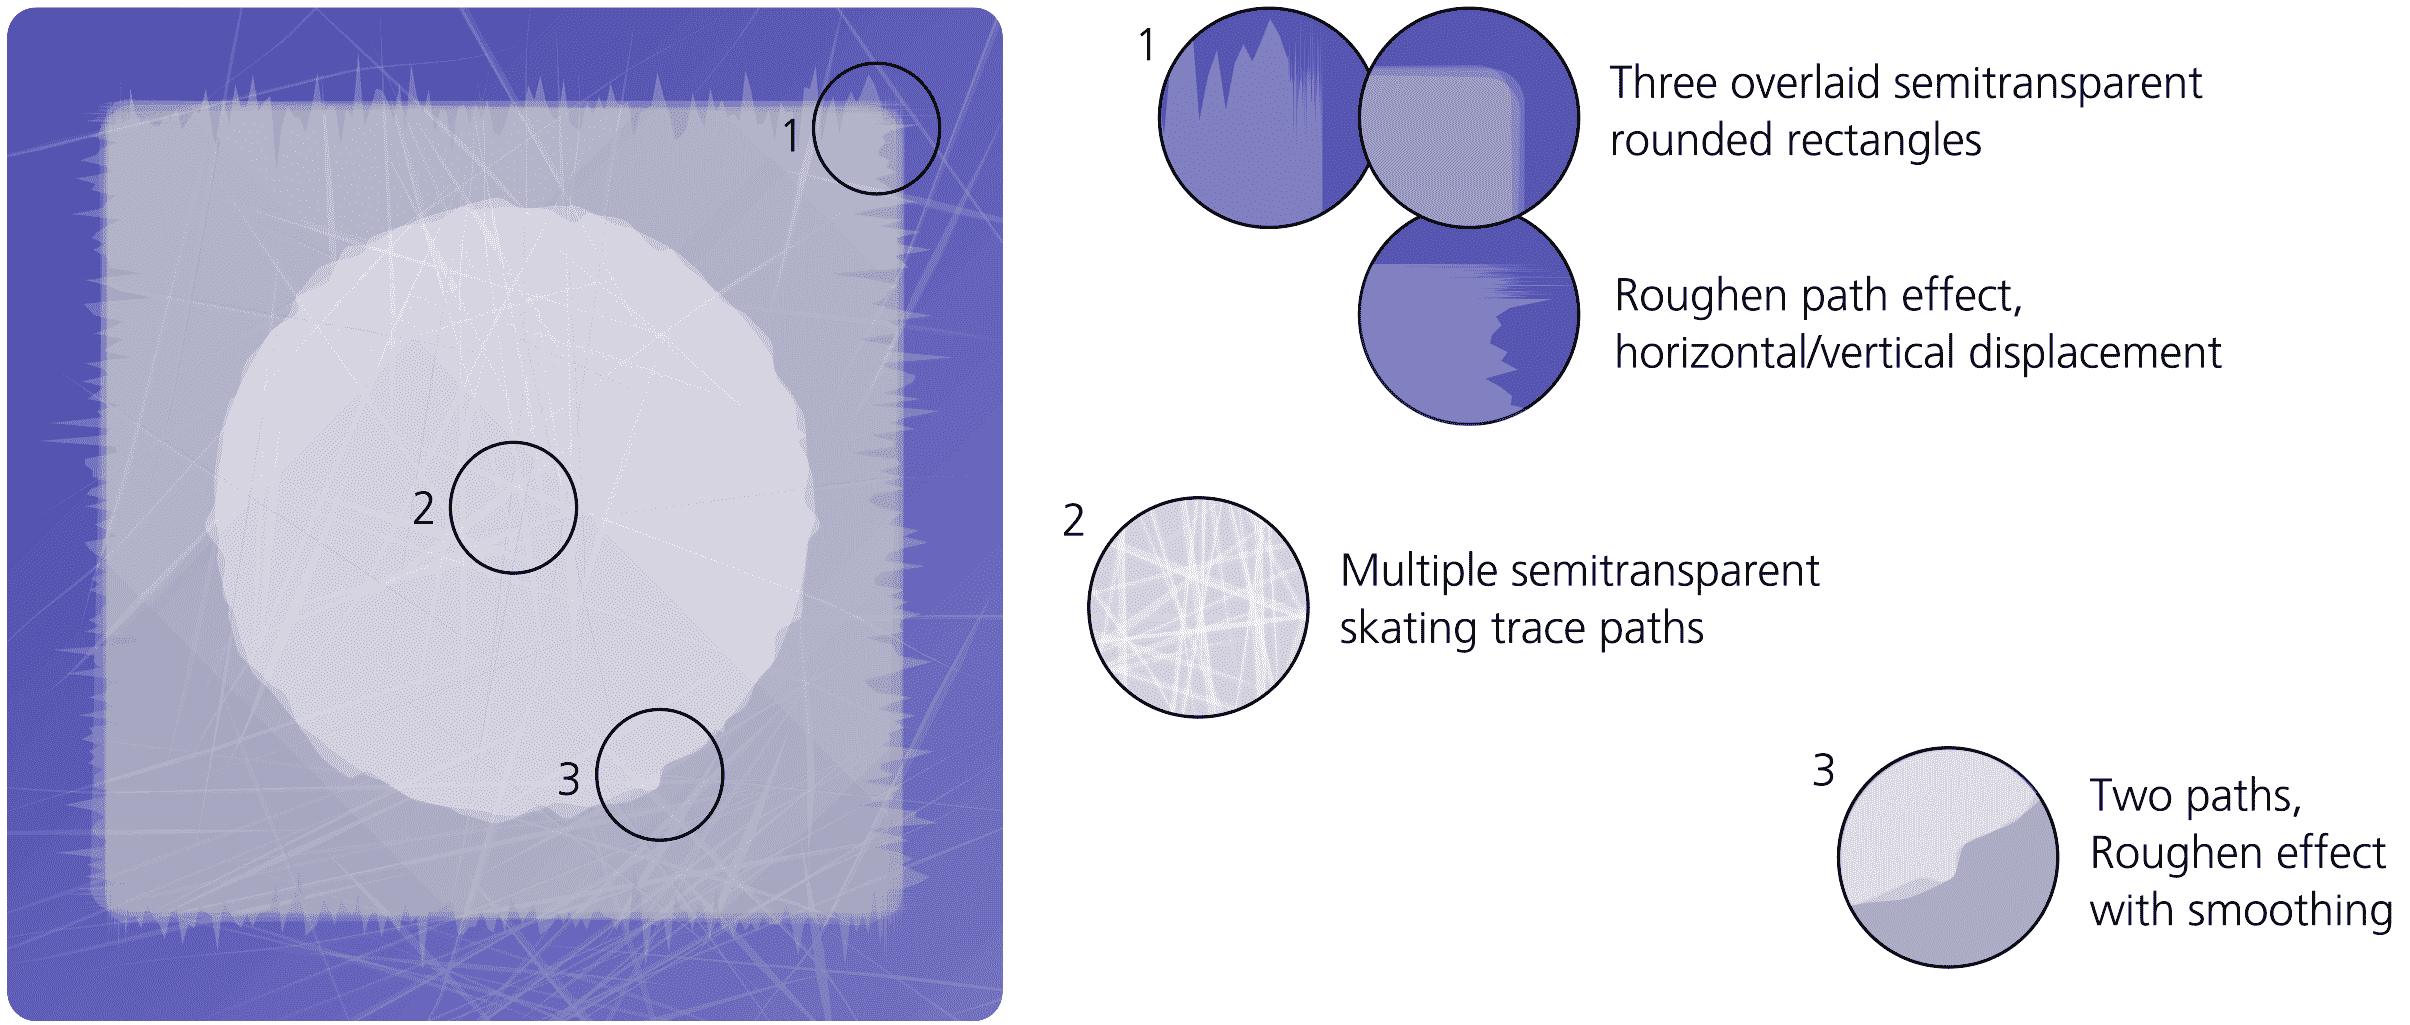 1
2
3
1
Three overlaid semitransparent
rounded rectangles
Roughen path effect,
horizontal/vertical displacement
2
Multiple semitransparent
skating trace paths
3
Two paths,
Roughen effect
with smoothing